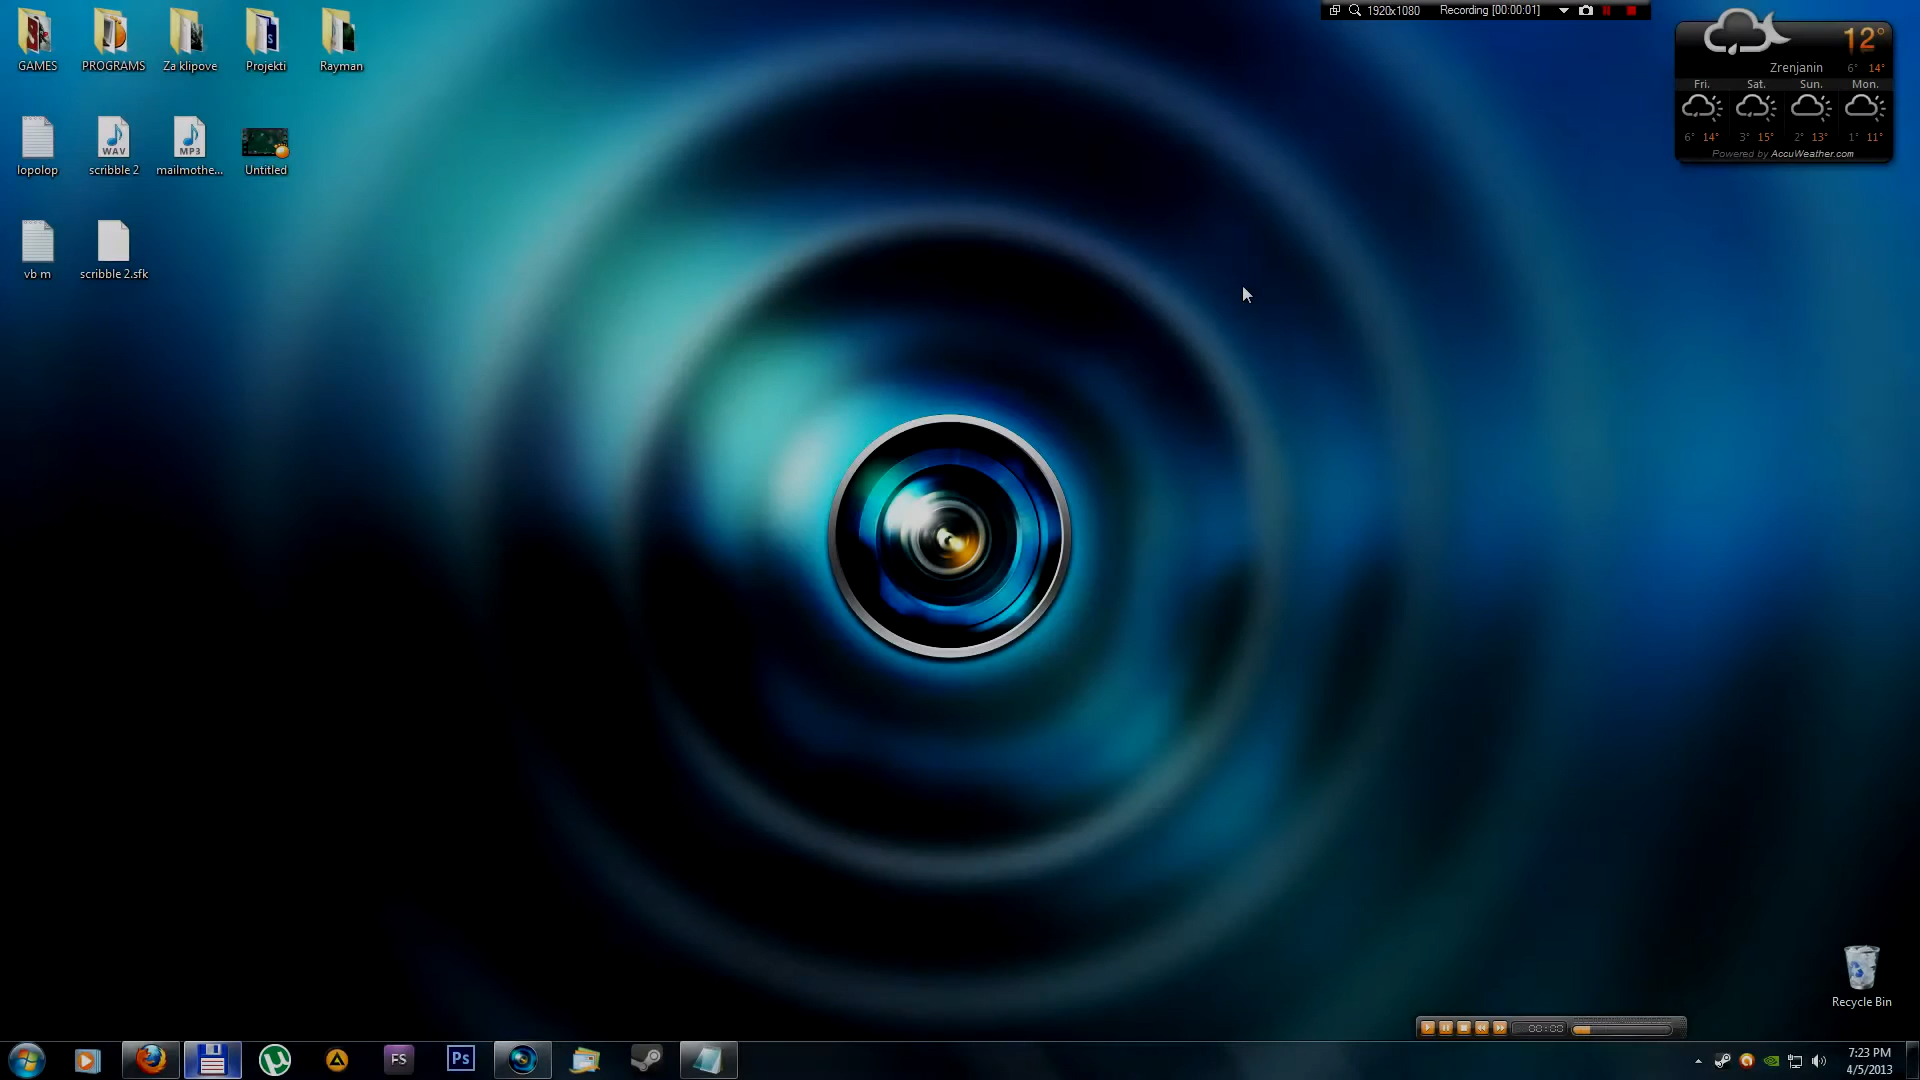 1920x1080 Recording [00:00:01]
GAMES PROGRAMS Za klipove Projekti Rayman
12°
Zrenjanin 6° 14°
Fri. Sat. Sun. Mon.
6° 14° 3° 15° 2° 13° 1° 11°
Powered by AccuWeather.com
WAV MP3
lopolop scribble 2 mailmothe... Untitled
vb m scribble 2.sfk
Recycle Bin
00:00
FS Ps
7:23 PM
4/5/2013